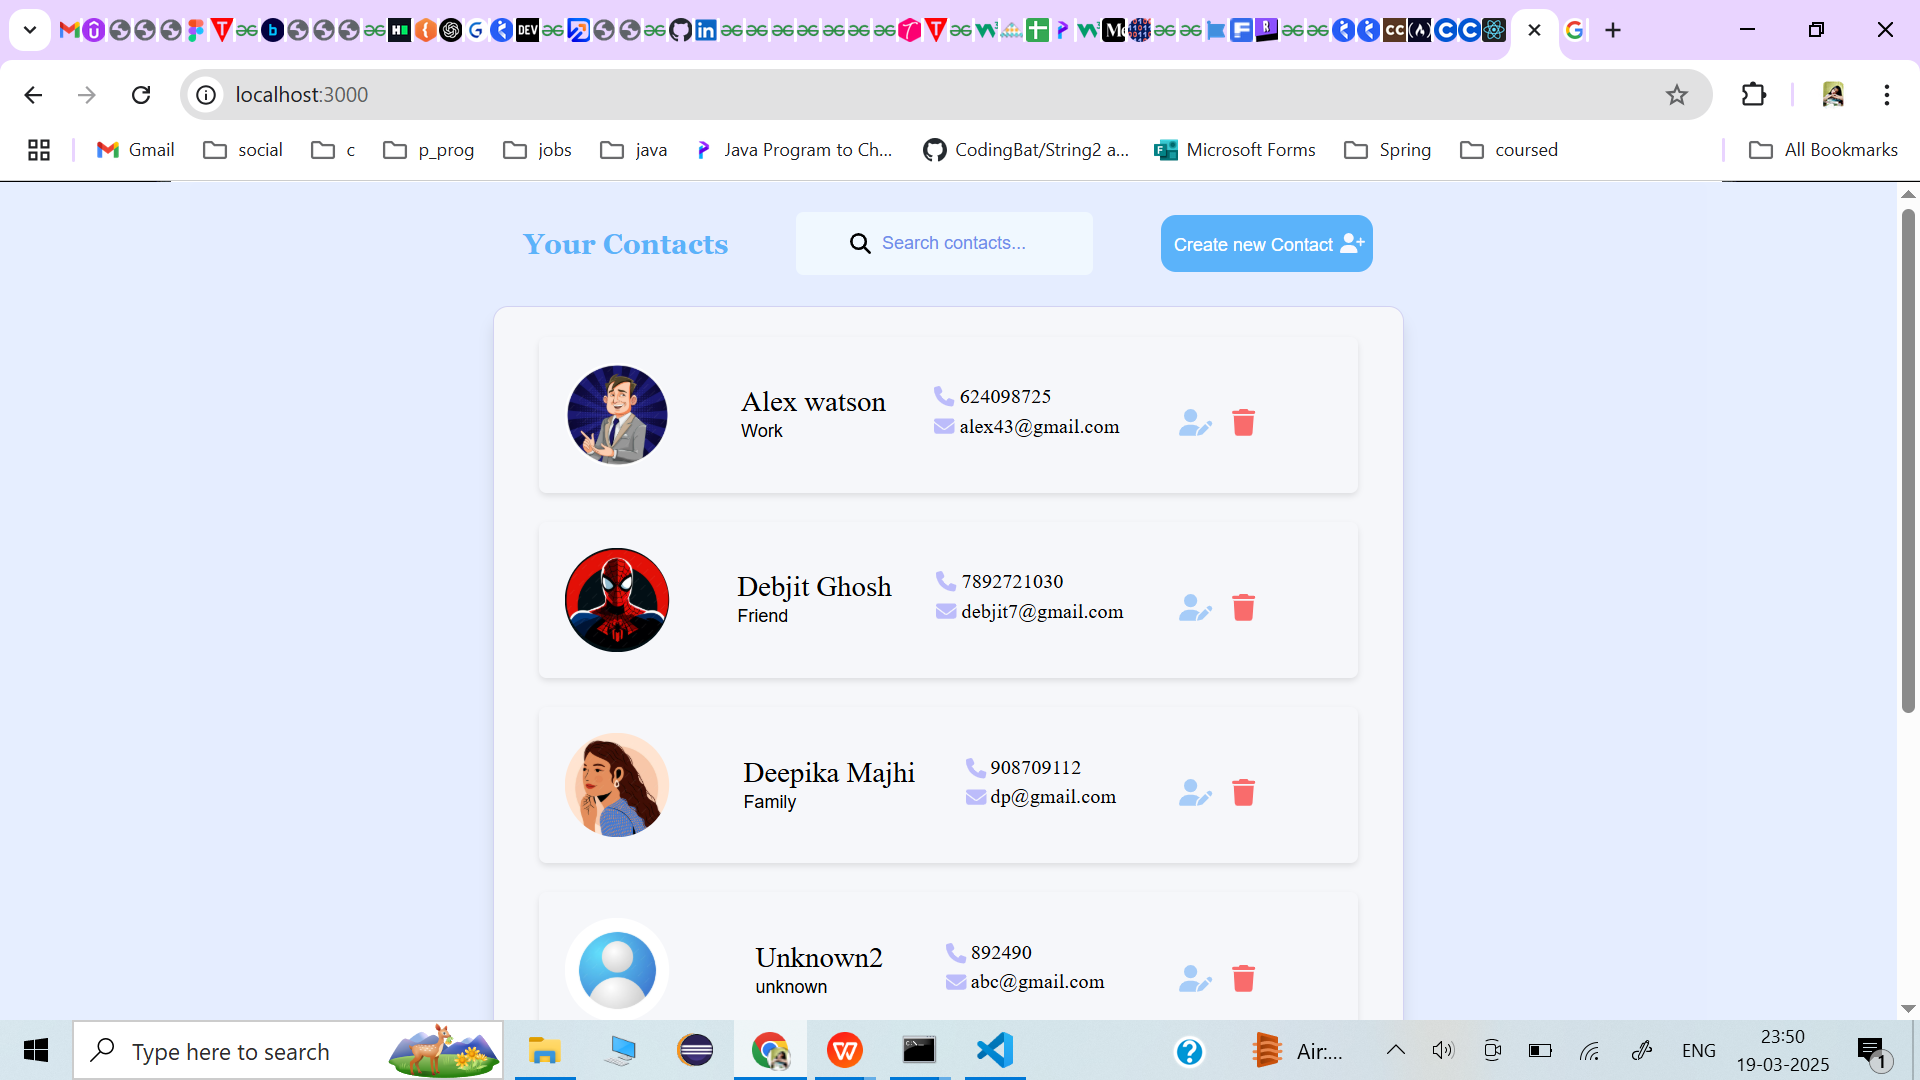 localhost:3000
Gmail social c p_prog jobs java Java Program to Ch... CodingBat/String2 a... Microsoft Forms Spring coursed All Bookmarks
Your Contacts Search contacts... Create new Contact
Alex watson
Work
624098725
alex43@gmail.com
Debjit Ghosh
Friend
7892721030
debjit7@gmail.com
Deepika Majhi
Family
908709112
dp@gmail.com
Unknown2
unknown
892490
abc@gmail.com
Type here to search
Air:...
ENG
23:50
19-03-2025
1